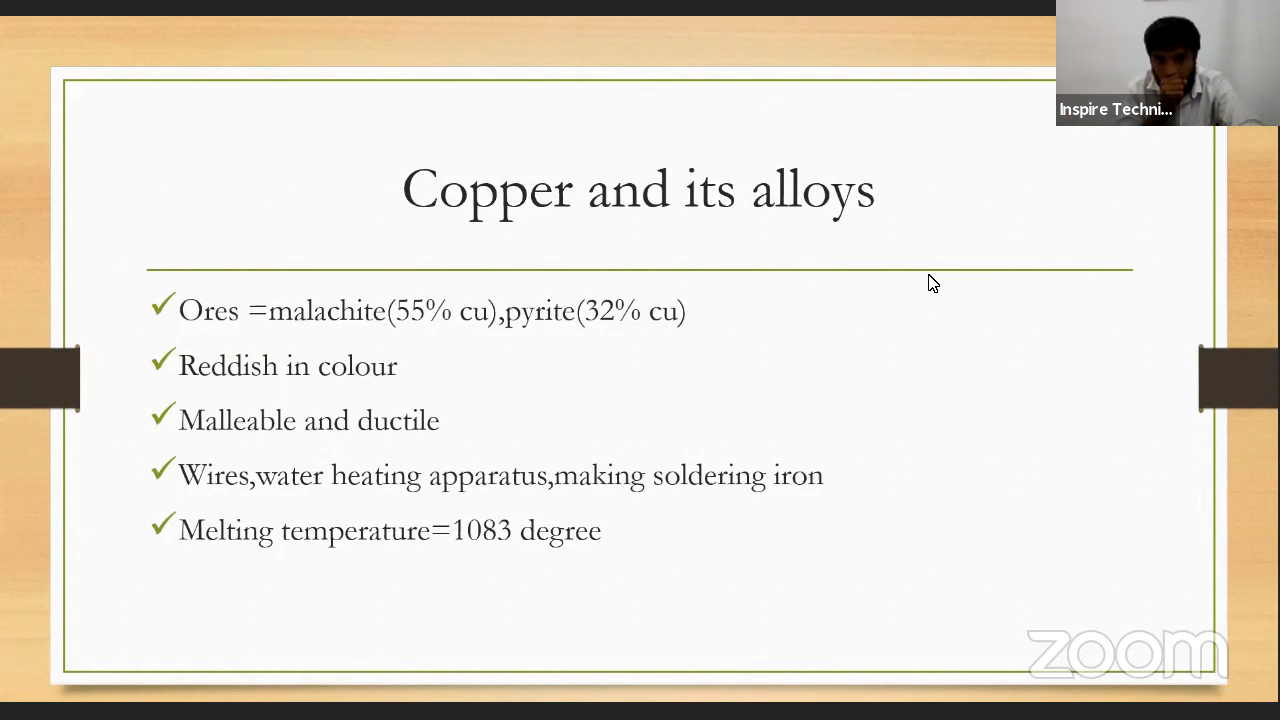 Inspire Techni...
Copper and its alloys
Ores =malachite(55% cu),pyrite(32% cu)
Reddish in colour
Malleable and ductile
Wires,water heating apparatus,making soldering iron
Melting temperature=1083 degree
zoom